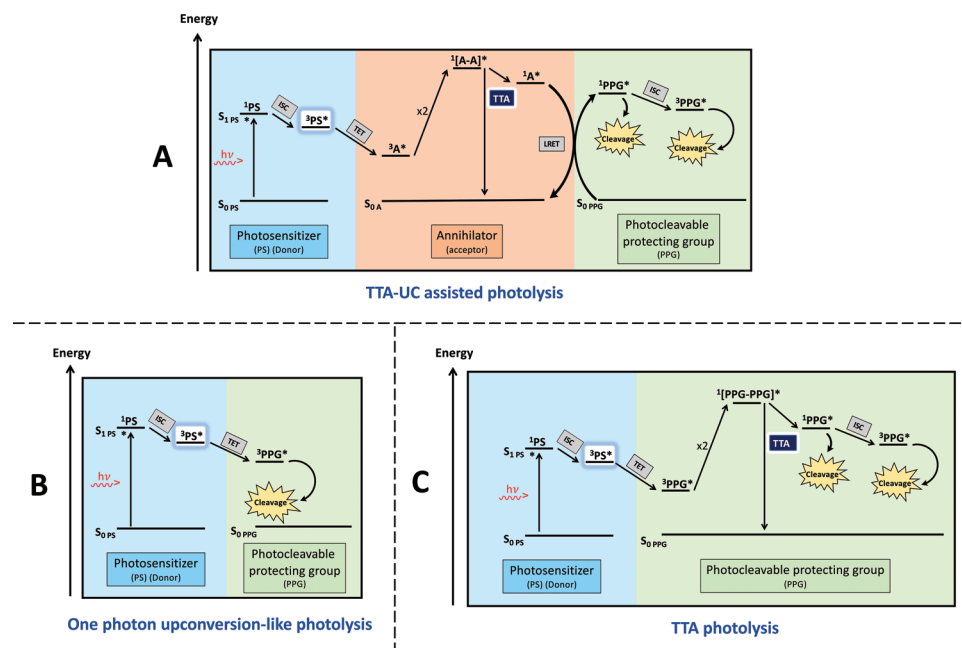 Energy
A
¹[A-A]*
¹A*
TTA
x2
¹PS
*
S₁ PS
ISC
³PS*
TET
³A*
hν
LRET
¹PPG*
ISC
³PPG*
Cleavage
Cleavage
S₀ PS
S₀ A
S₀ PPG
Photosensitizer
(PS) (Donor)
Annihilator
(acceptor)
Photocleavable
protecting group
(PPG)
TTA-UC assisted photolysis
Energy
B
¹PS
*
S₁ PS
ISC
³PS*
TET
³PPG*
hν
Cleavage
S₀ PS
S₀ PPG
Photosensitizer
(PS) (Donor)
Photocleavable
protecting group
(PPG)
One photon upconversion-like photolysis
Energy
C
¹[PPG-PPG]*
¹PPG*
ISC
³PPG*
TTA
x2
¹PS
*
S₁ PS
ISC
³PS*
TET
³PPG*
hν
Cleavage
Cleavage
S₀ PS
S₀ PPG
Photosensitizer
(PS) (Donor)
Photocleavable protecting group
(PPG)
TTA photolysis